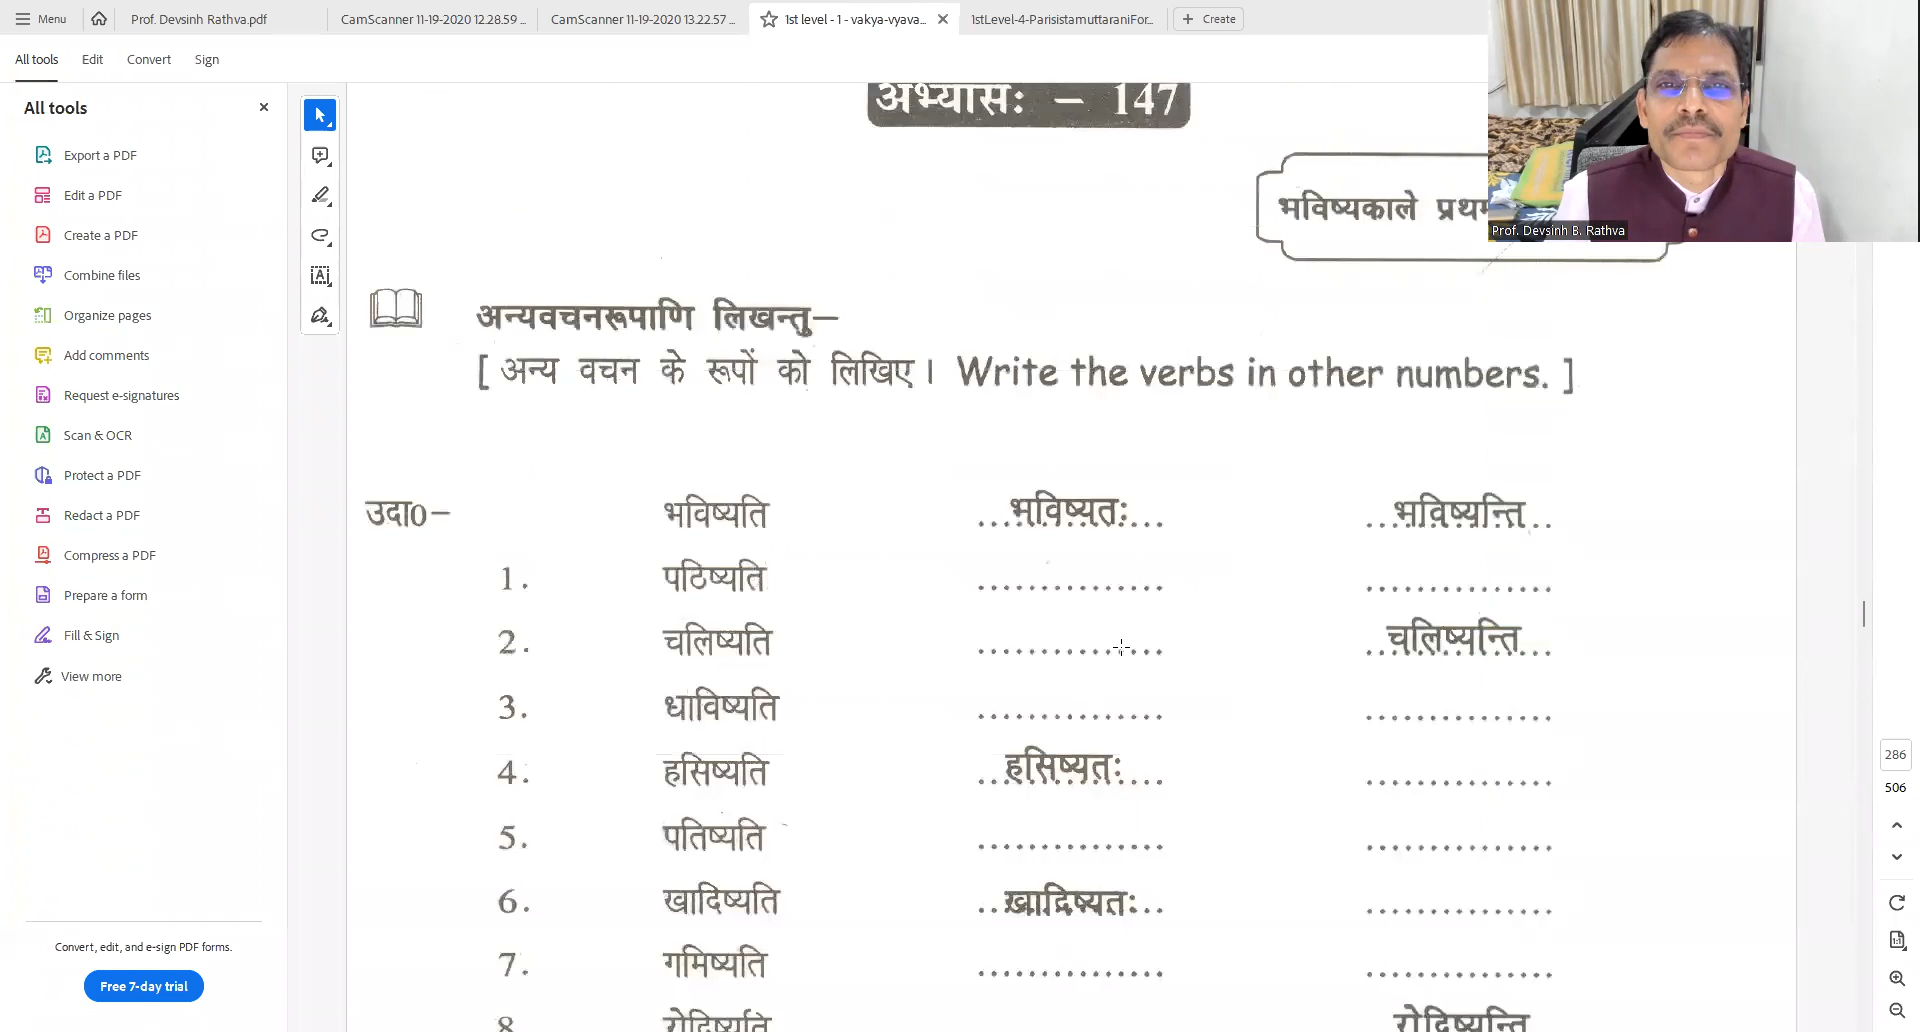 Menu Prof. Devsinh Rathva.pdf CamScanner 11-19-2020 12.28.59 ... CamScanner 11-19-2020 13.22.57 ... 1st level - 1 - vakya-vyava... 1stLevel-4-ParisistamuttaraniFor... Create
All tools Edit Convert Sign
All tools
Export a PDF
Edit a PDF
Create a PDF
Combine files
Organize pages
Add comments
Request e-signatures
Scan & OCR
Protect a PDF
Redact a PDF
Compress a PDF
Prepare a form
Fill & Sign
View more
Convert, edit, and e-sign PDF forms.
Free 7-day trial
अभ्यासः - 147
भविष्यकाले
Prof. Devsinh B. Rathva
अन्यवचनरूपाणि लिखन्तु-
[ अन्य वचन के रूपों को लिखिए। Write the verbs in other numbers. ]
उदा0- भविष्यति ...भविष्यतः... ...भविष्यन्ति...
1. पठिष्यति .............. ..............
2. चलिष्यति .............. ..चलिष्यन्ति...
3. धाविष्यति .............. ..............
4. हसिष्यति ...हसिष्यतः... ..............
5. पतिष्यति .............. ..............
6. खादिष्यति ...खादिष्यतः... ..............
7. गमिष्यति .............. ..............
286
506